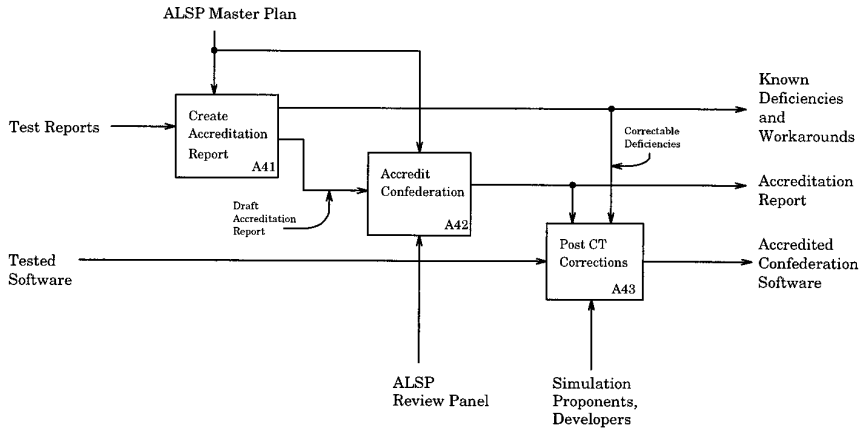 ALSP Master Plan
Test Reports
Create
Accreditation
Report
A41
Known
Deficiencies
and
Workarounds
Correctable
Deficiencies
Accredit
Confederation
A42
Draft
Accreditation
Report
Accreditation
Report
Tested
Software
Post CT
Corrections
A43
Accredited
Confederation
Software
ALSP
Review Panel
Simulation
Proponents,
Developers